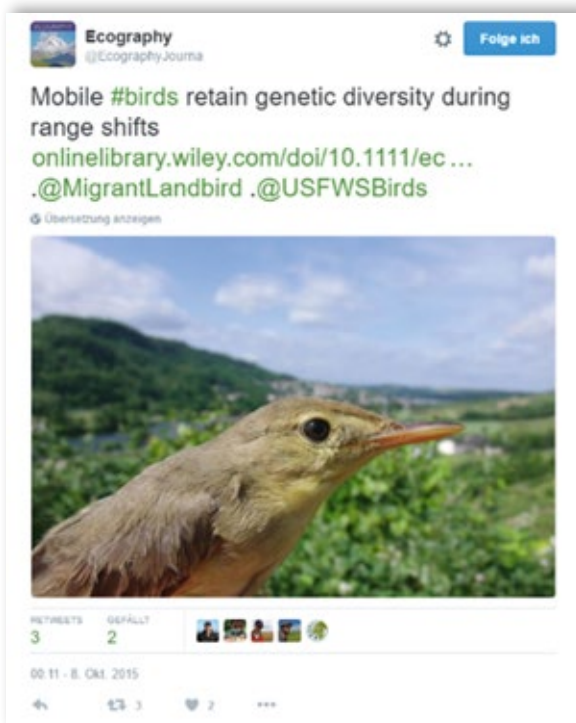 Ecography
@EcographyJourna
Folge ich
Mobile #birds retain genetic diversity during
range shifts
onlinelibrary.wiley.com/doi/10.1111/ec ...
.@MigrantLandbird .@USFWSBirds
Übersetzung anzeigen
RETWEETS
3
GEFÄLLT
2
00:11 - 8. Okt. 2015
3
2